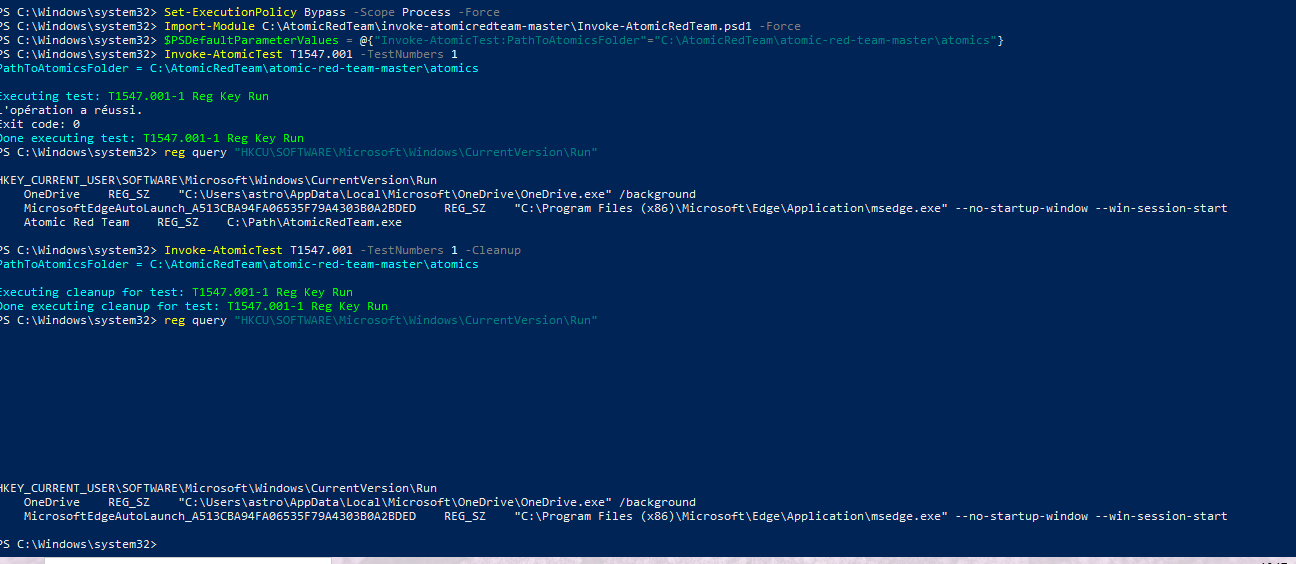 PS C:\Windows\system32> Set-ExecutionPolicy Bypass -Scope Process -Force
PS C:\Windows\system32> Import-Module C:\AtomicRedTeam\invoke-atomicredteam-master\Invoke-AtomicRedTeam.psd1 -Force
PS C:\Windows\system32> $PSDefaultParameterValues = @{"Invoke-AtomicTest:PathToAtomicsFolder"="C:\AtomicRedTeam\atomic-red-team-master\atomics"}
PS C:\Windows\system32> Invoke-AtomicTest T1547.001 -TestNumbers 1
PathToAtomicsFolder = C:\AtomicRedTeam\atomic-red-team-master\atomics
Executing test: T1547.001-1 Reg Key Run
L'opération a réussi.
Exit code: 0
Done executing test: T1547.001-1 Reg Key Run
PS C:\Windows\system32> reg query "HKCU\SOFTWARE\Microsoft\Windows\CurrentVersion\Run"
HKEY_CURRENT_USER\SOFTWARE\Microsoft\Windows\CurrentVersion\Run
OneDrive    REG_SZ    "C:\Users\astro\AppData\Local\Microsoft\OneDrive\OneDrive.exe" /background
MicrosoftEdgeAutoLaunch_A513CBA94FA06535F79A4303B0A2BDED    REG_SZ    "C:\Program Files (x86)\Microsoft\Edge\Application\msedge.exe" --no-startup-window --win-session-start
Atomic Red Team    REG_SZ    C:\Path\AtomicRedTeam.exe
PS C:\Windows\system32> Invoke-AtomicTest T1547.001 -TestNumbers 1 -Cleanup
PathToAtomicsFolder = C:\AtomicRedTeam\atomic-red-team-master\atomics
Executing cleanup for test: T1547.001-1 Reg Key Run
Done executing cleanup for test: T1547.001-1 Reg Key Run
PS C:\Windows\system32> reg query "HKCU\SOFTWARE\Microsoft\Windows\CurrentVersion\Run"
HKEY_CURRENT_USER\SOFTWARE\Microsoft\Windows\CurrentVersion\Run
OneDrive    REG_SZ    "C:\Users\astro\AppData\Local\Microsoft\OneDrive\OneDrive.exe" /background
MicrosoftEdgeAutoLaunch_A513CBA94FA06535F79A4303B0A2BDED    REG_SZ    "C:\Program Files (x86)\Microsoft\Edge\Application\msedge.exe" --no-startup-window --win-session-start
PS C:\Windows\system32>